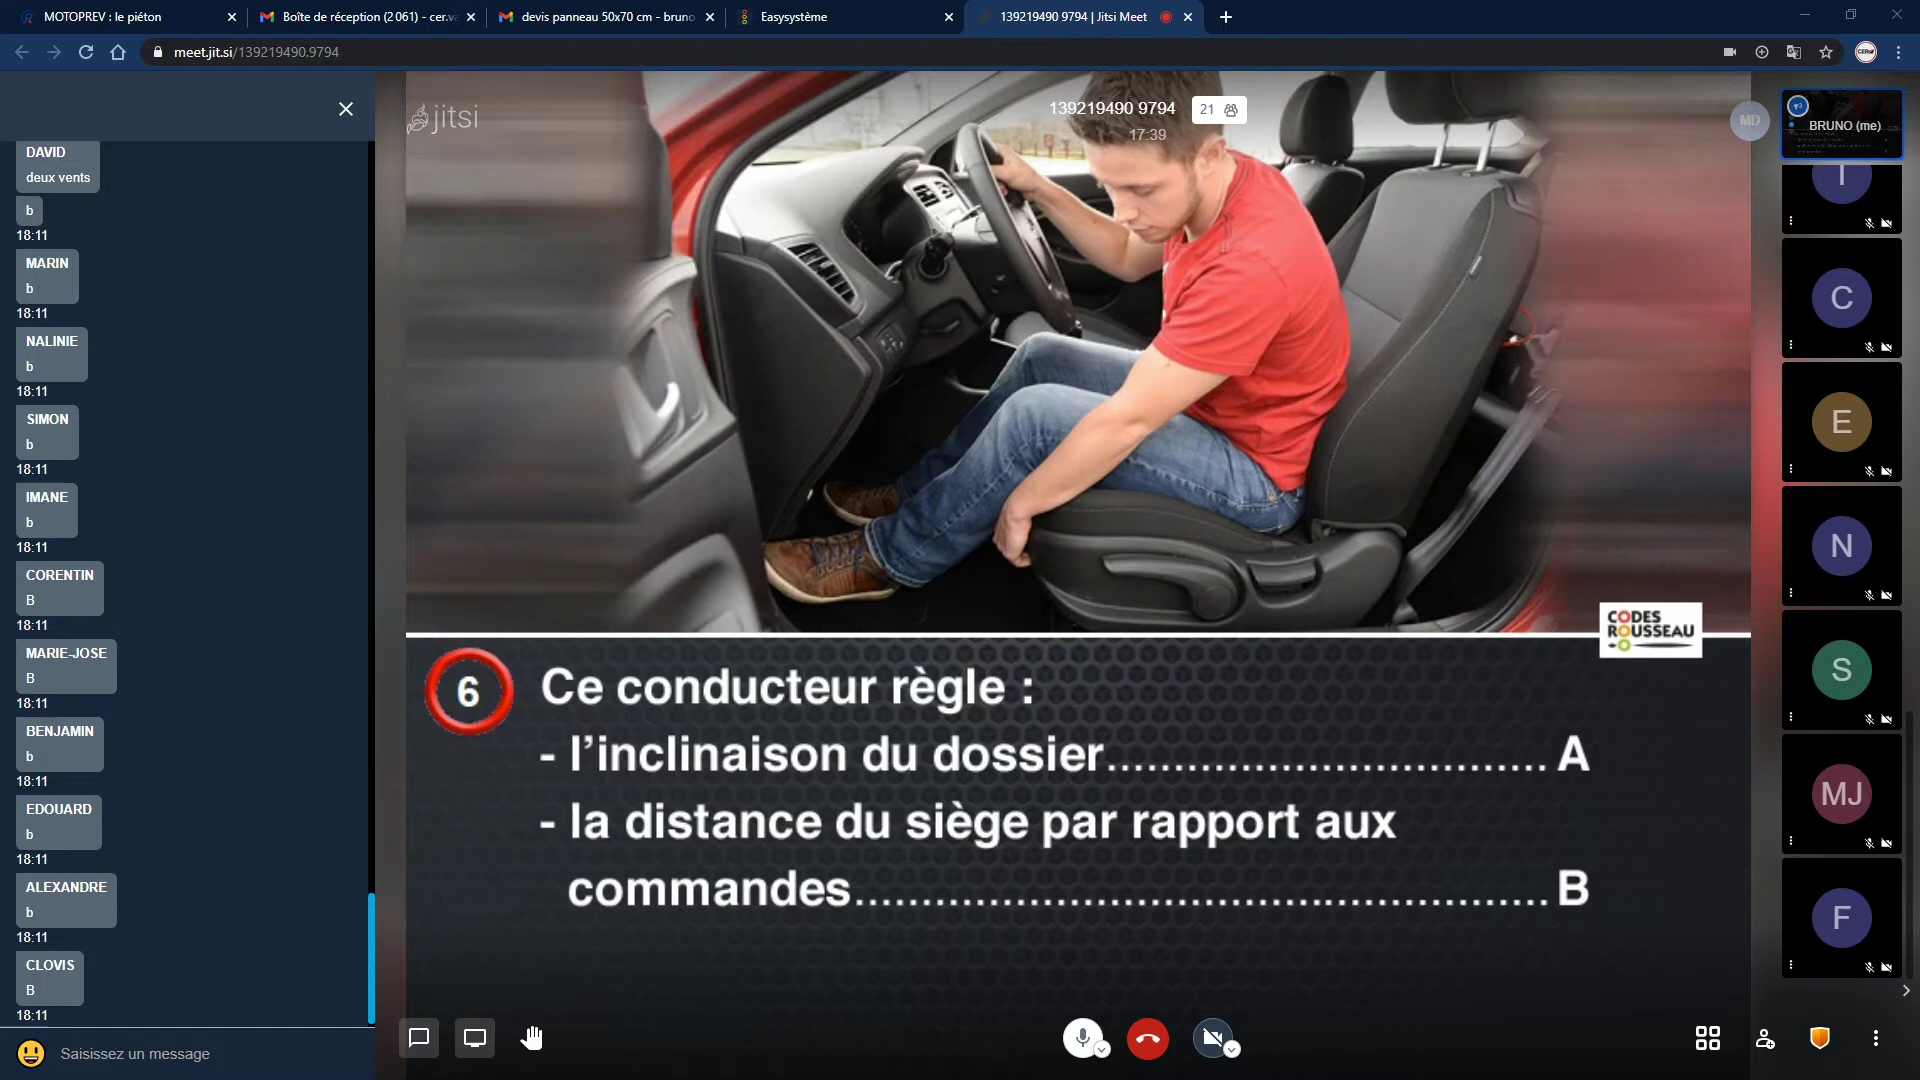 MOTOPREV : le piéton
Boîte de réception (2 061) - cer.va
devis panneau 50x70 cm - bruno
Easysystème
139219490 9794 | Jitsi Meet
meet.jit.si/139219490.9794
jitsi
139219490 9794
21
17:39
MD
BRUNO (me)
DAVID
deux vents
b
18:11
MARIN
b
18:11
NALINIE
b
18:11
SIMON
b
18:11
IMANE
b
18:11
CORENTIN
B
18:11
MARIE-JOSE
B
18:11
BENJAMIN
b
18:11
EDOUARD
b
18:11
ALEXANDRE
b
18:11
CLOVIS
B
18:11
Saisissez un message
CODES
ROUSSEAU
6
Ce conducteur règle :
- l'inclinaison du dossier................................ A
- la distance du siège par rapport aux
commandes.................................................... B
C
E
N
S
MJ
F